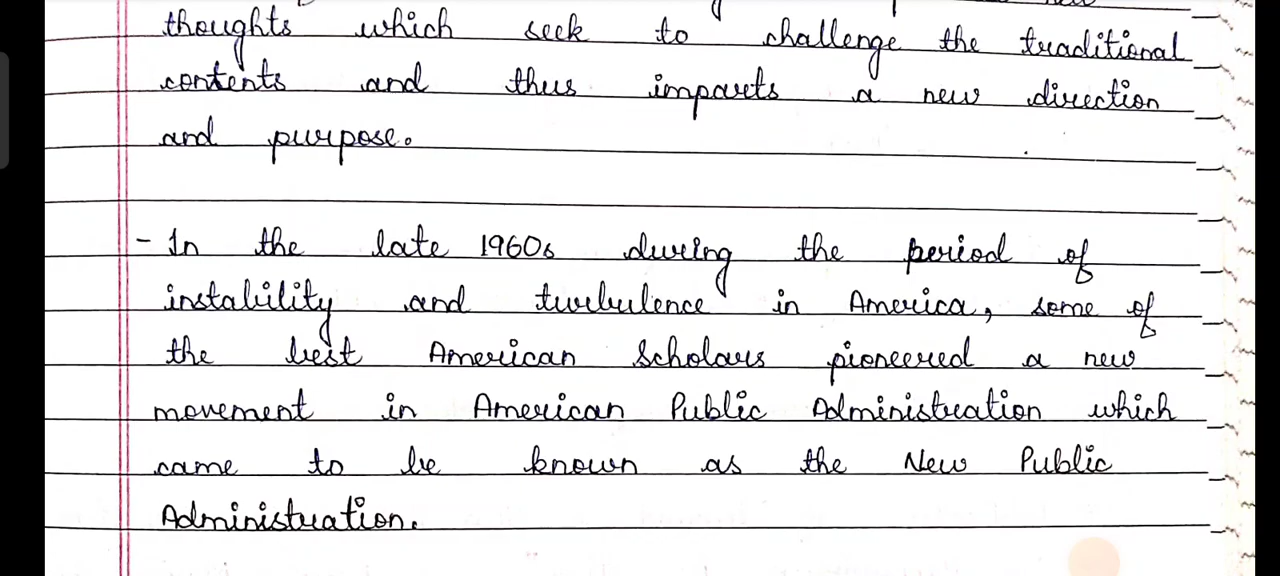 thoughts which seek to challenge the traditional
contents and thus imparts a new direction
and purpose.
- In the late 1960s during the period of
instability and turbulence in America, some of
the best American Scholars pioneered a new
movement in American Public Administration which
came to be known as the New Public
Administration.